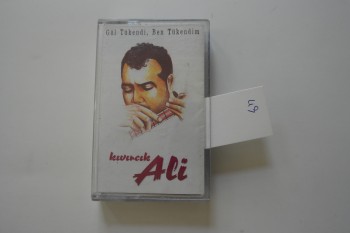 Gül Tükendi, Ben Tükendim
kıvırcık
Ali